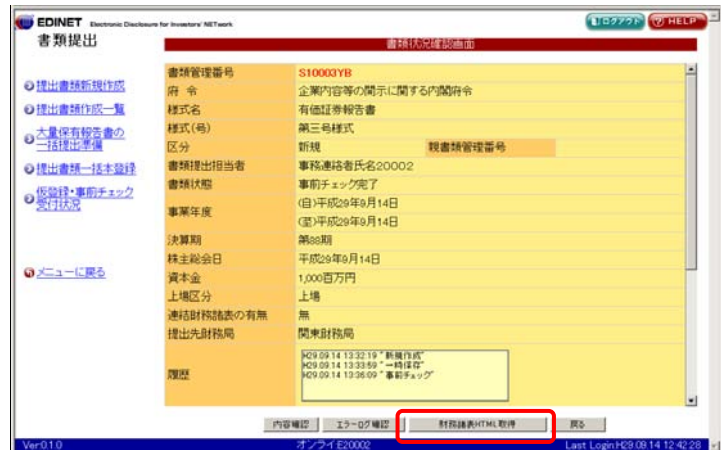 EDINET Electronic Disclosure for Investors' NETwork
ログアウト
HELP
書類提出
書類状況確認画面
提出書類新規作成
提出書類作成一覧
大量保有報告書の
一括提出準備
提出書類一括本登録
仮登録・事前チェック
受付状況
メニューに戻る
書類管理番号 S10003YB
府 令 企業内容等の開示に関する内閣府令
様式名 有価証券報告書
様式(号) 第三号様式
区分 新規 親書類管理番号
書類提出担当者 事務連絡者氏名20002
書類状態 事前チェック完了
事業年度 (自)平成29年9月14日
(至)平成29年9月14日
決算期 第88期
株主総会日 平成29年9月14日
資本金 1,000百万円
上場区分 上場
連結財務諸表の有無 無
提出先財務局 関東財務局
履歴
H29.09.14 13:32:19 "新規作成"
H29.09.14 13:33:59 "一時保存"
H29.09.14 13:36:09 "事前チェック"
内容確認 エラーログ確認 財務諸表HTML取得 戻る
Ver0.1.0 オンライE20002 Last Login:H29.09.14 12:42:28